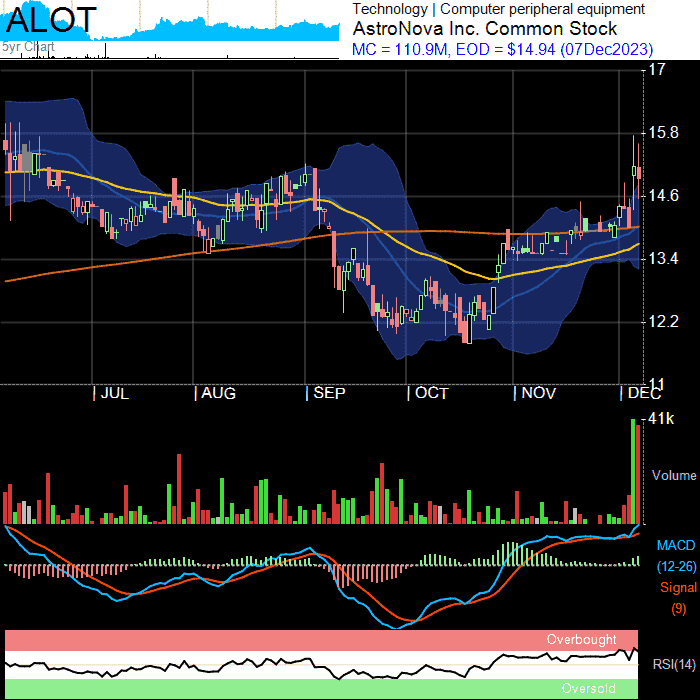 ALOT
5yr Chart
Technology | Computer peripheral equipment
AstroNova Inc. Common Stock
MC = 110.9M, EOD = $14.94 (07Dec2023)
17
15.8
14.6
13.4
12.2
11
JUL
AUG
SEP
OCT
NOV
DEC
41k
Volume
MACD
(12-26)
Signal
(9)
Overbought
RSI(14)
Oversold